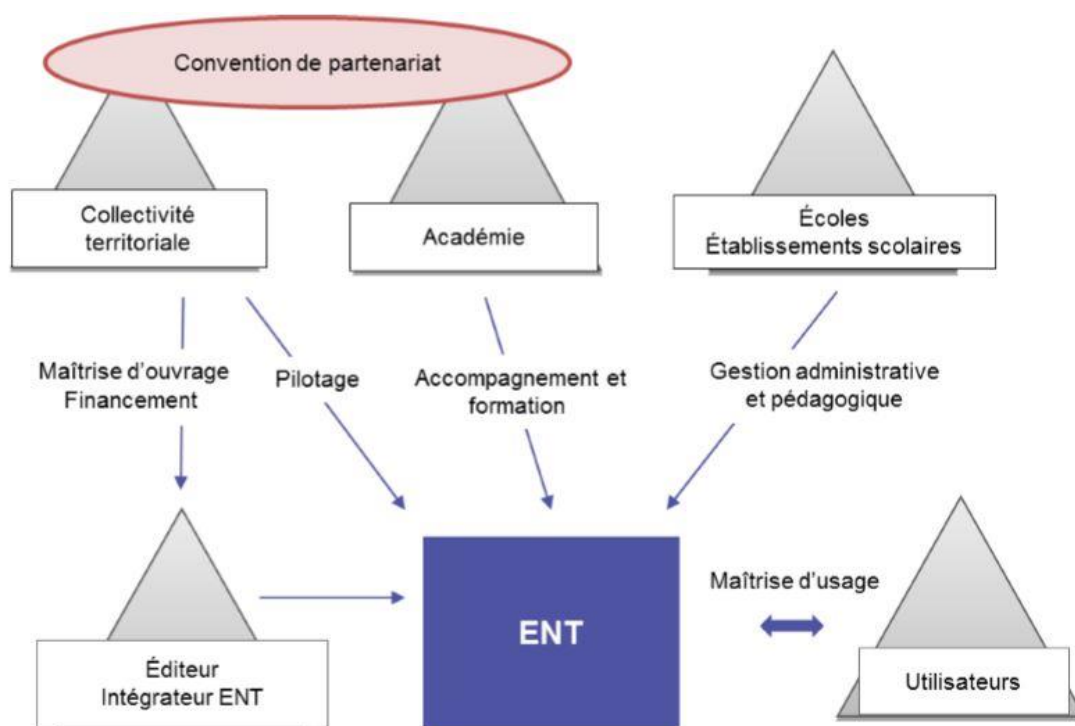 Convention de partenariat
Collectivité
territoriale
Académie
Écoles
Établissements scolaires
Maîtrise d'ouvrage
Financement
Pilotage
Accompagnement et
formation
Gestion administrative
et pédagogique
Éditeur
Intégrateur ENT
ENT
Maîtrise d'usage
Utilisateurs